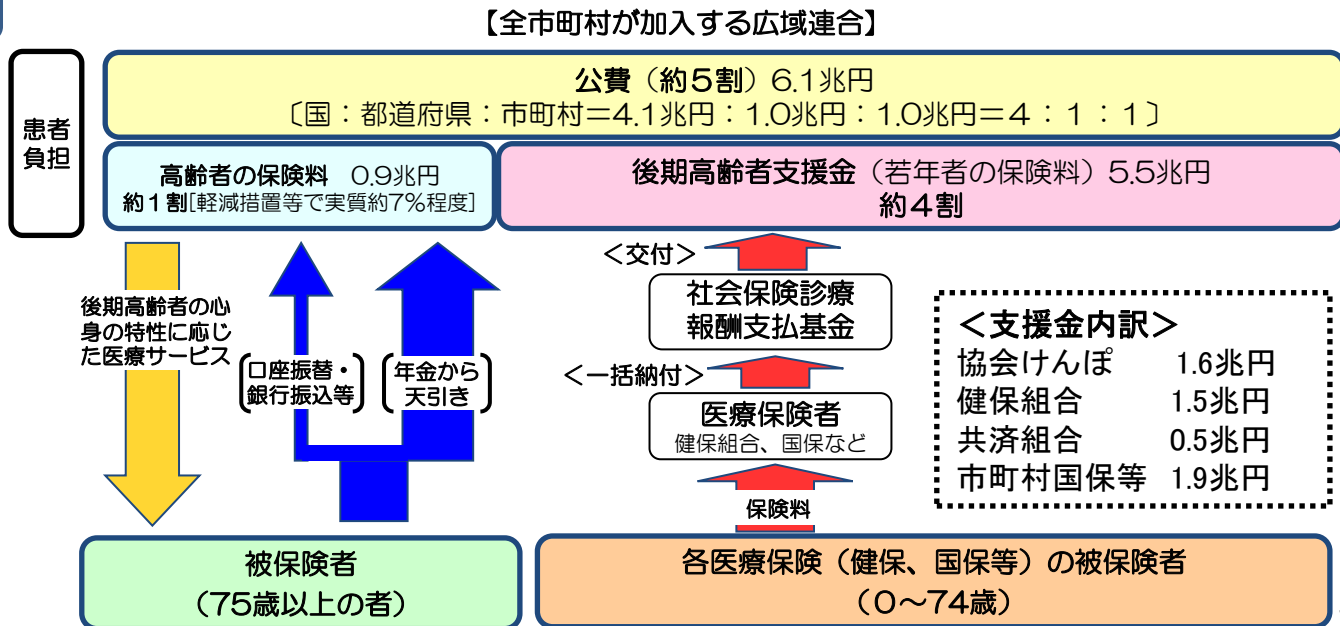 【全市町村が加入する広域連合】
患者
負担
公費（約5割）6.1兆円
〔国：都道府県：市町村＝4.1兆円：1.0兆円：1.0兆円＝4：1：1〕
高齢者の保険料 0.9兆円
約1割[軽減措置等で実質約7%程度]
後期高齢者支援金（若年者の保険料）5.5兆円
約4割
後期高齢者の心
身の特性に応じ
た医療サービス
口座振替・
銀行振込等
年金から
天引き
＜交付＞
社会保険診療
報酬支払基金
＜一括納付＞
医療保険者
健保組合、国保など
保険料
＜支援金内訳＞
協会けんぽ 1.6兆円
健保組合 1.5兆円
共済組合 0.5兆円
市町村国保等 1.9兆円
被保険者
（75歳以上の者）
各医療保険（健保、国保等）の被保険者
（0～74歳）